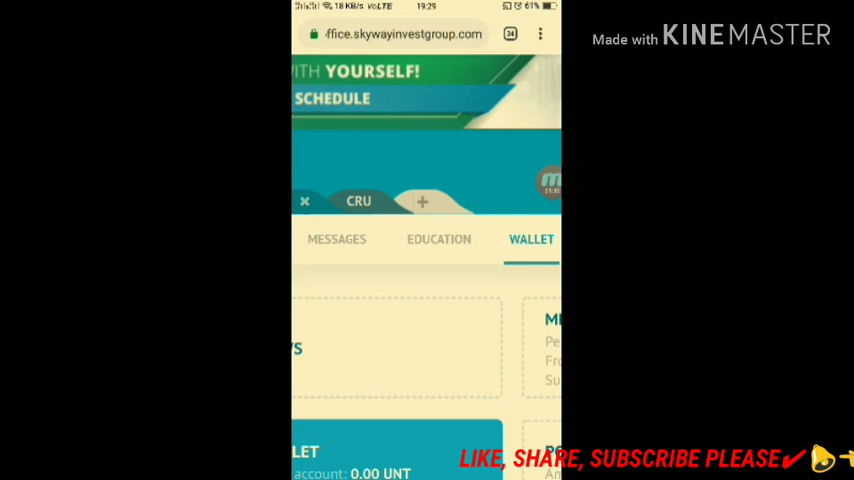 18 KB/s VoLTE 19:29 61%
ffice.skywayinvestgroup.com 34
Made with KINEMASTER
WITH YOURSELF!
SCHEDULE
CRU +
MESSAGES EDUCATION WALLET
LET
account: 0.00 UNT
LIKE, SHARE, SUBSCRIBE PLEASE